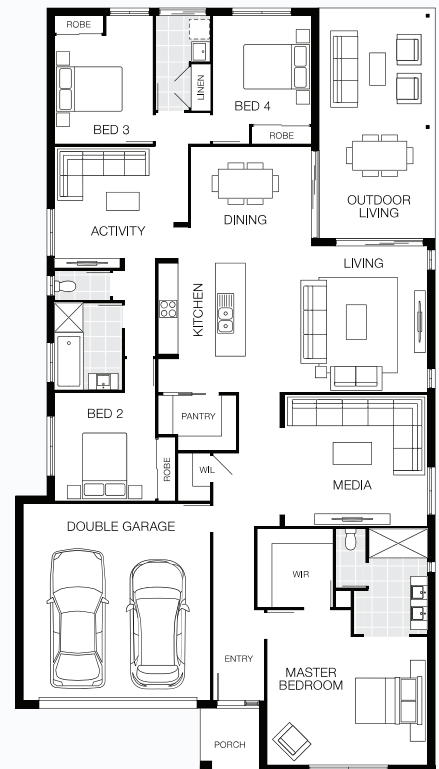 ROBE
LINEN
BED 3
BED 4
ROBE
OUTDOOR
LIVING
DINING
ACTIVITY
LIVING
KITCHEN
PANTRY
BED 2
ROBE
WIL
MEDIA
DOUBLE GARAGE
WIR
ENTRY
MASTER
BEDROOM
PORCH